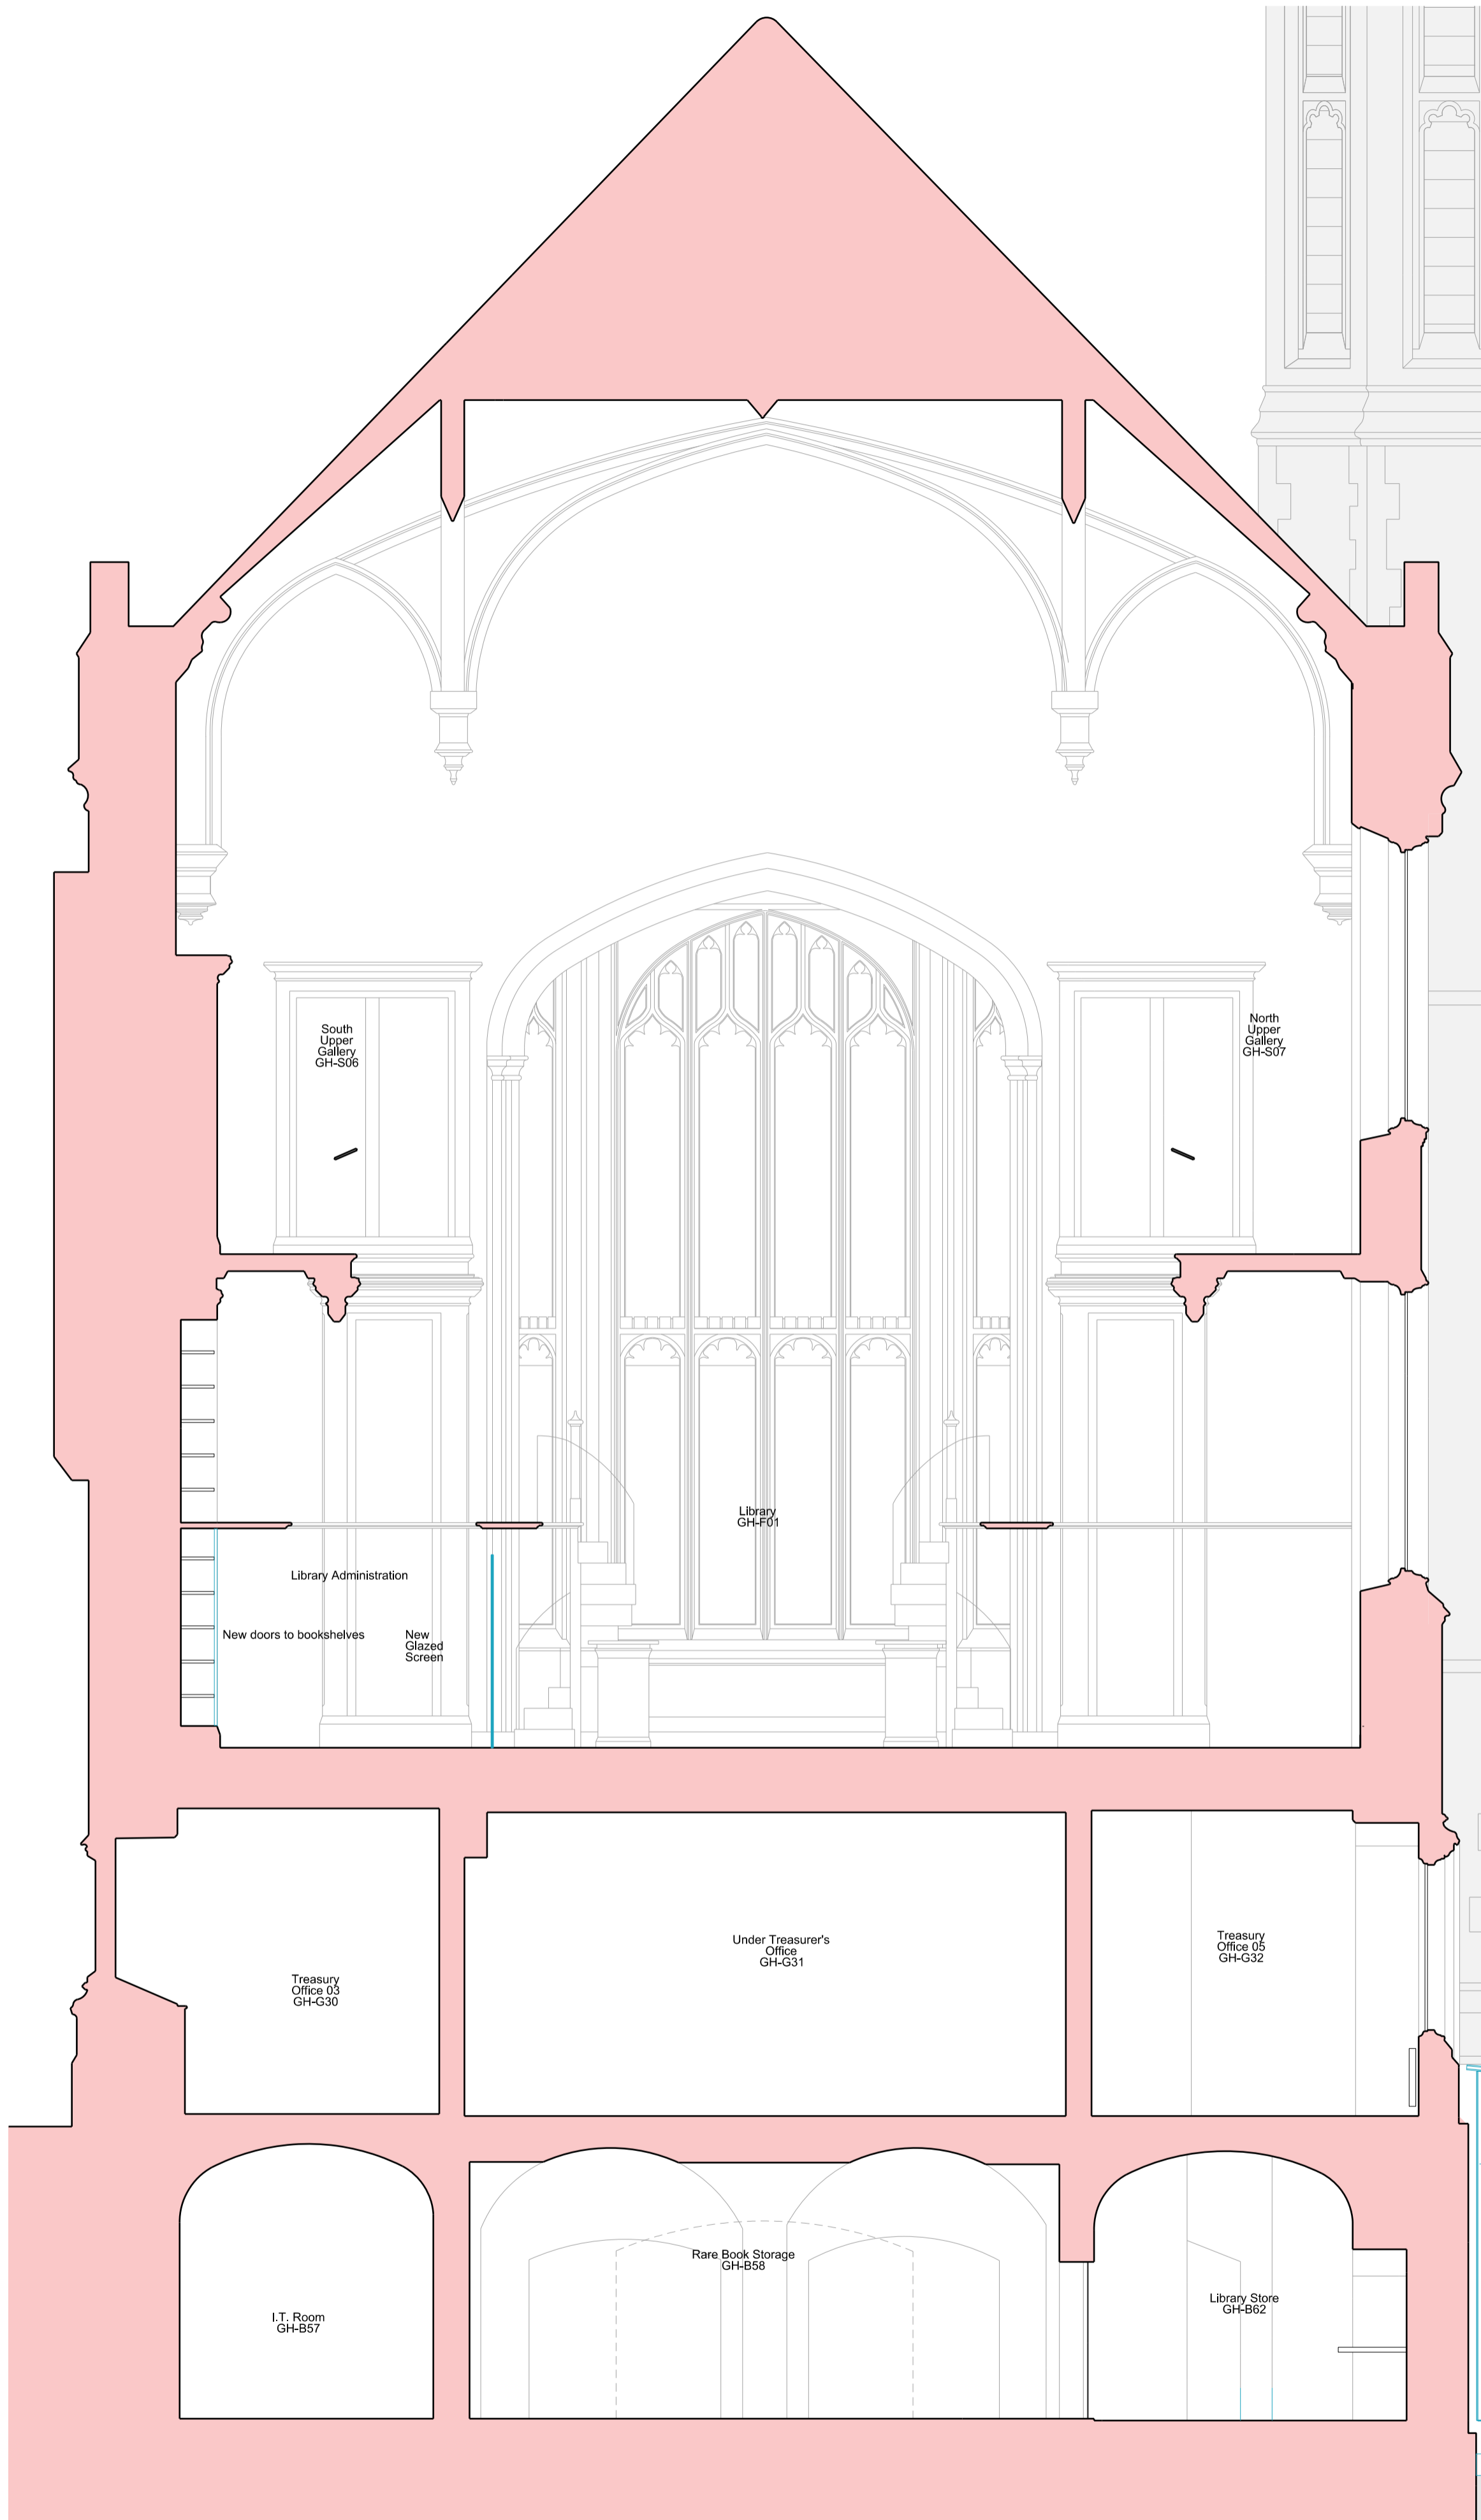 South
Upper
Gallery
GH-S06
North
Upper
Gallery
GH-S07
Library
GH-F01
Library Administration
New doors to bookshelves
New
Glazed
Screen
Under Treasurer's
Office
GH-G31
Treasury
Office 05
GH-G32
Treasury
Office 03
GH-G30
Rare Book Storage
GH-B58
Library Store
GH-B62
I.T. Room
GH-B57